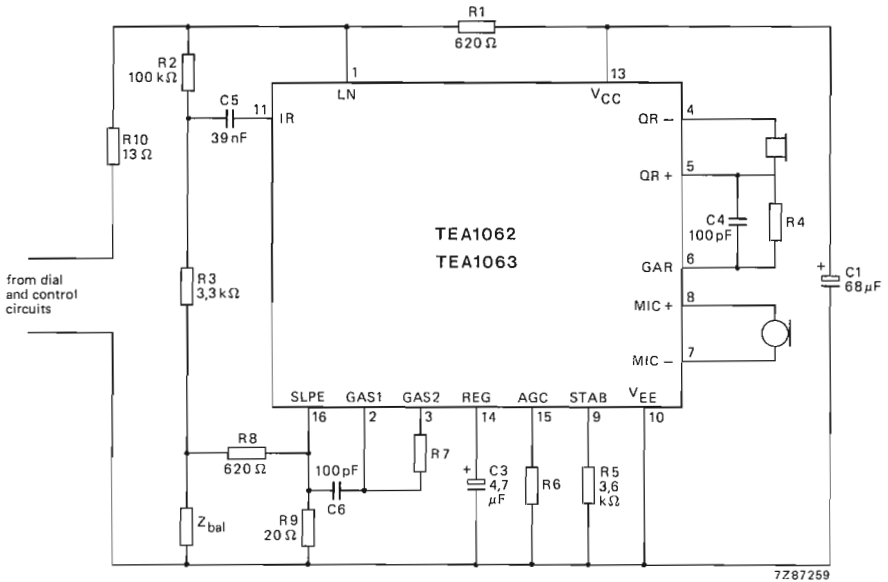 R1
620 Ω
R2
100 kΩ
1
13
LN
VCC
C5
11
IR
39 nF
QR −
4
R10
13 Ω
QR +
5
C4
100 pF
R4
TEA1062
TEA1063
GAR
6
from dial
and control
circuits
R3
3,3 kΩ
+
C1
68 μF
MIC +
8
MIC −
7
SLPE
GAS1
GAS2
REG
AGC
STAB
VEE
16
2
3
14
15
9
10
R8
620 Ω
100 pF
C6
R7
+
C3
4,7
μF
R6
R5
3,6
kΩ
Zbal
R9
20 Ω
7Z87259